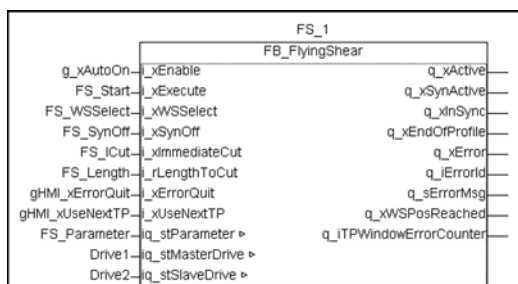 FS_1
FB_FlyingShear
g_xAutoOn i_xEnable q_xActive
FS_Start i_xExecute q_xSynActive
FS_WSSelect i_xWSSelect q_xInSync
FS_SynOff i_xSynOff q_xEndOfProfile
FS_ICut i_xImmediateCut q_xError
FS_Length i_rLengthToCut q_iErrorId
gHMI_xErrorQuit i_xErrorQuit q_sErrorMsg
gHMI_xUseNextTP i_xUseNextTP q_xWSPosReached
FS_Parameter iq_stParameter ▹ q_iTPWindowErrorCounter
Drive1 iq_stMasterDrive ▹
Drive2 iq_stSlaveDrive ▹